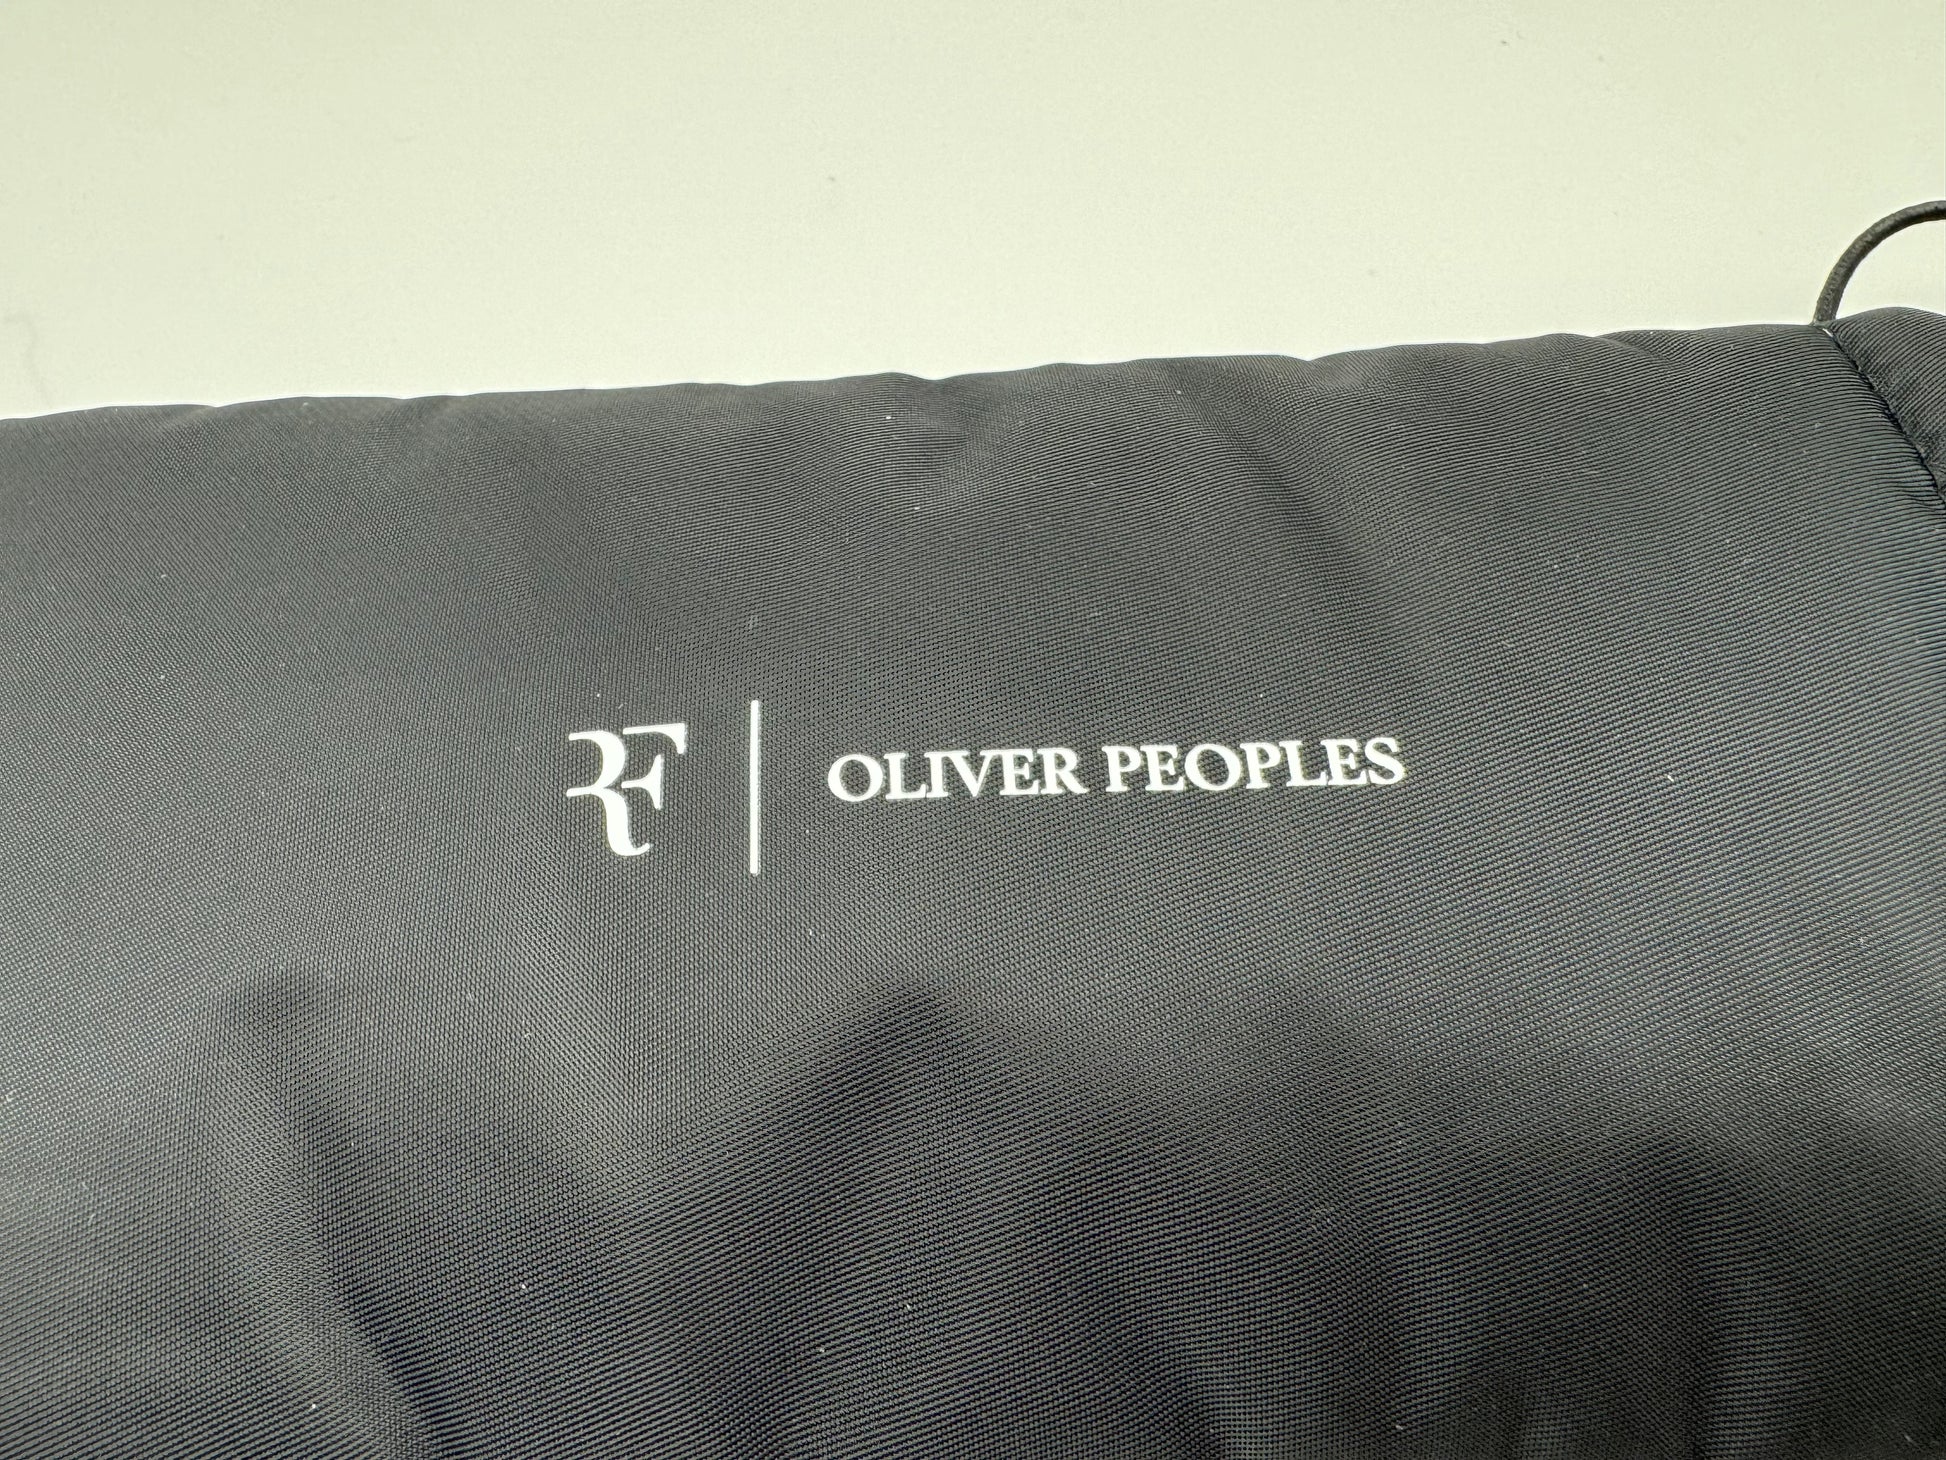 RF | OLIVER PEOPLES